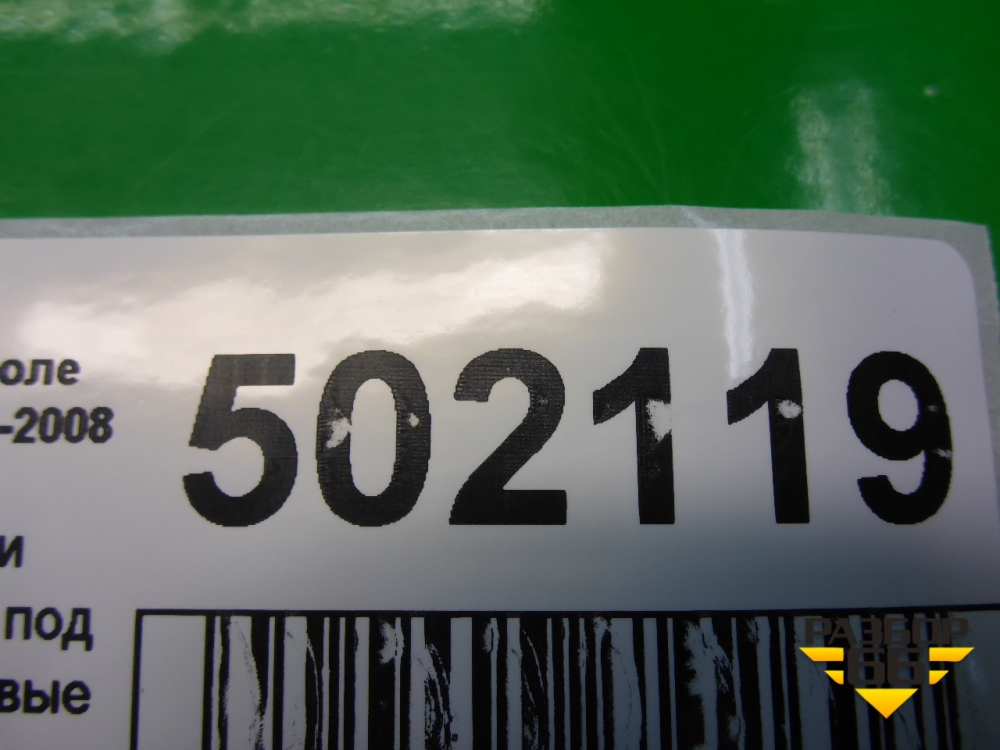 оле
-2008
502119
и
под
вые
РАЗБОР
66